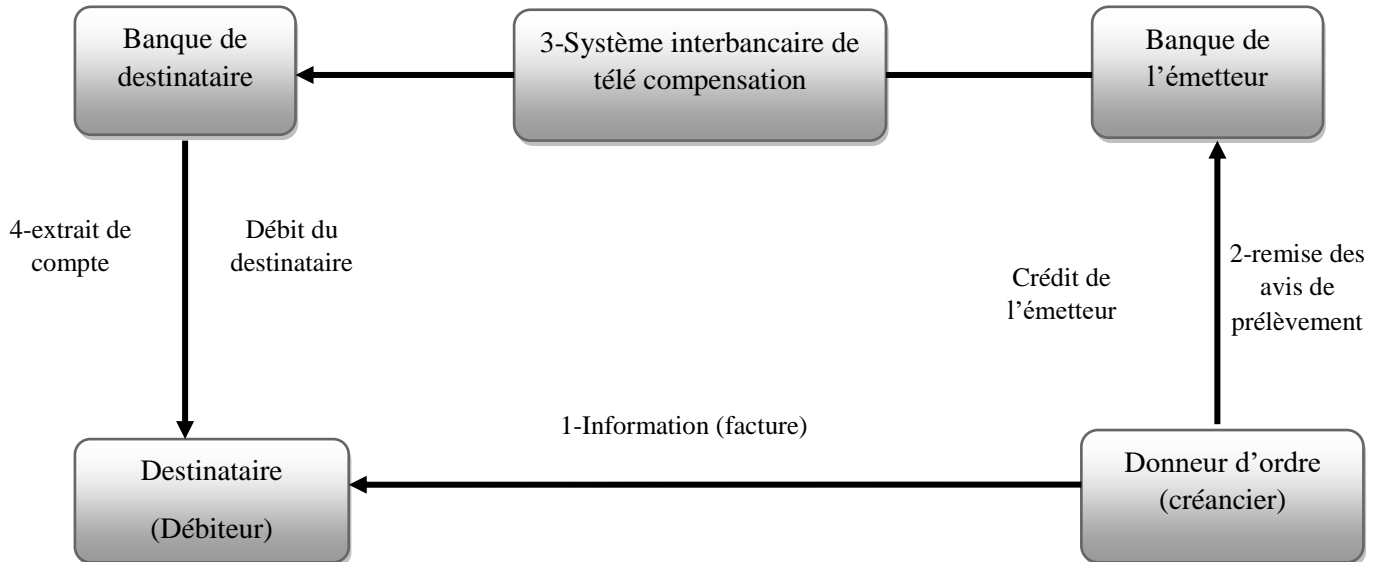 Banque de
destinataire
3-Système interbancaire de
télé compensation
Banque de
l’émetteur
4-extrait de
compte
Débit du
destinataire
Crédit de
l’émetteur
2-remise des
avis de
prélèvement
1-Information (facture)
Destinataire
(Débiteur)
Donneur d’ordre
(créancier)